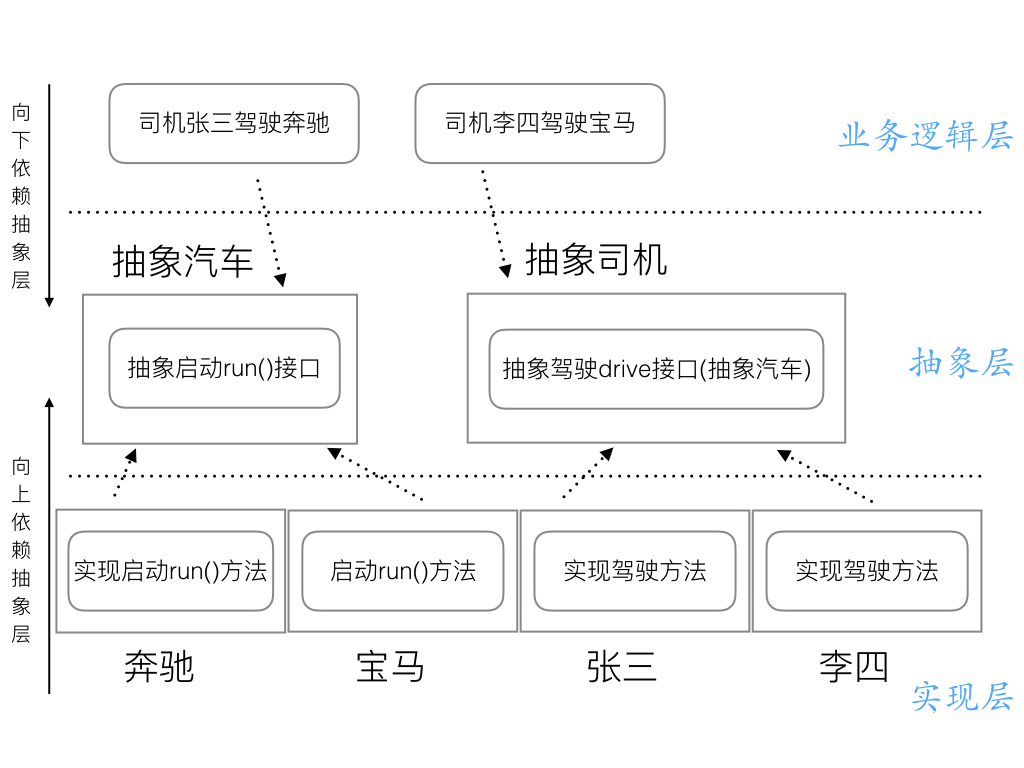 向下依赖抽象层
司机张三驾驶奔驰
司机李四驾驶宝马
业务逻辑层
抽象汽车
抽象司机
抽象启动run()接口
抽象驾驶drive接口(抽象汽车)
抽象层
向上依赖抽象层
实现启动run()方法
启动run()方法
实现驾驶方法
实现驾驶方法
奔驰
宝马
张三
李四
实现层